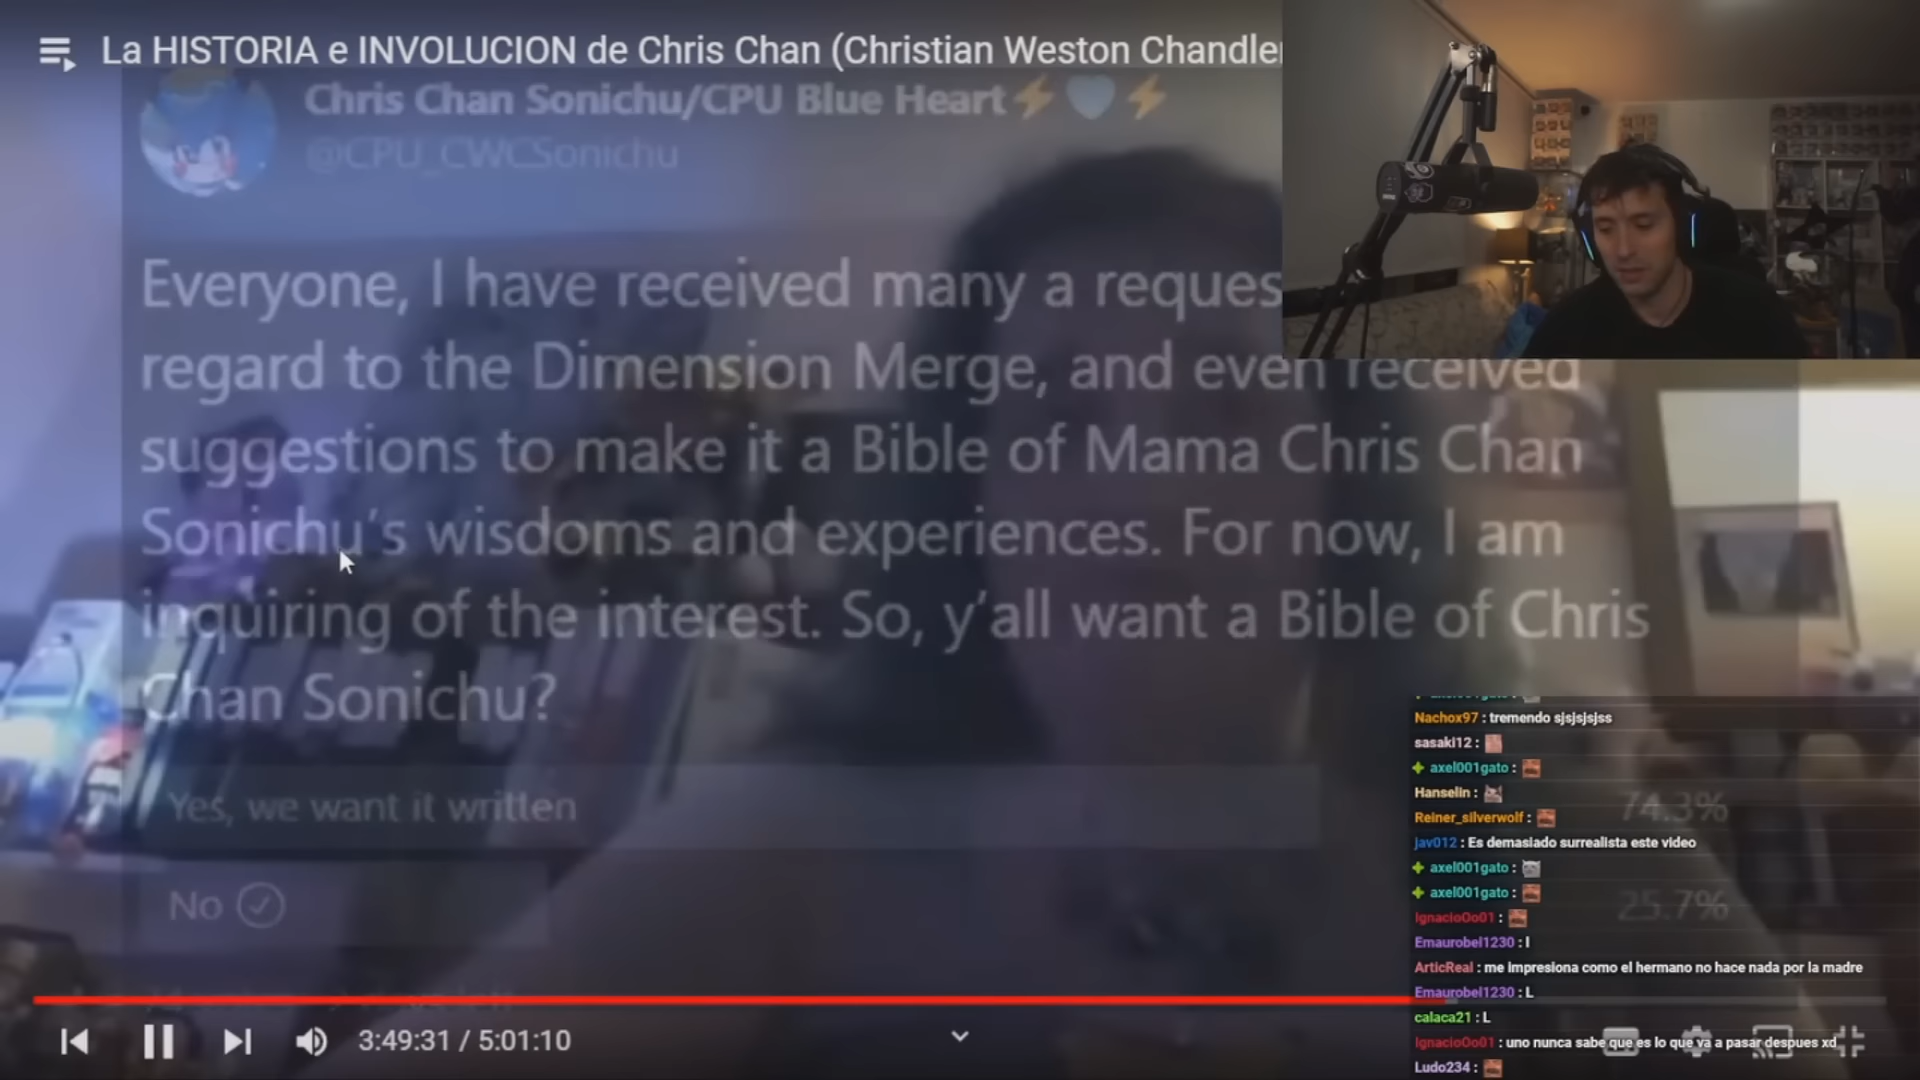 La HISTORIA e INVOLUCION de Chris Chan (Christian Weston Chandler
Chris Chan Sonichu/CPU Blue Heart⚡🩵⚡
@CPU_CWCSonichu
Everyone, I have received many a reques
regard to the Dimension Merge, and even received
suggestions to make it a Bible of Mama Chris Chan
Sonichu's wisdoms and experiences. For now, I am
inquiring of the interest. So, y'all want a Bible of Chris
Chan Sonichu?
Yes, we want it written
74.3%
No
25.7%
3:49:31 / 5:01:10
Nachox97 : tremendo sjsjsjsjss
sasaki12 :
axel001gato :
Hanselin :
Reiner_silverwolf :
jav012 : Es demasiado surrealista este video
axel001gato :
axel001gato :
IgnacioOo01 :
Emaurobel1230 : l
ArticReal : me impresiona como el hermano no hace nada por la madre
Emaurobel1230 : L
calaca21 : L
IgnacioOo01 : uno nunca sabe que es lo que va a pasar despues xd
Ludo234 :